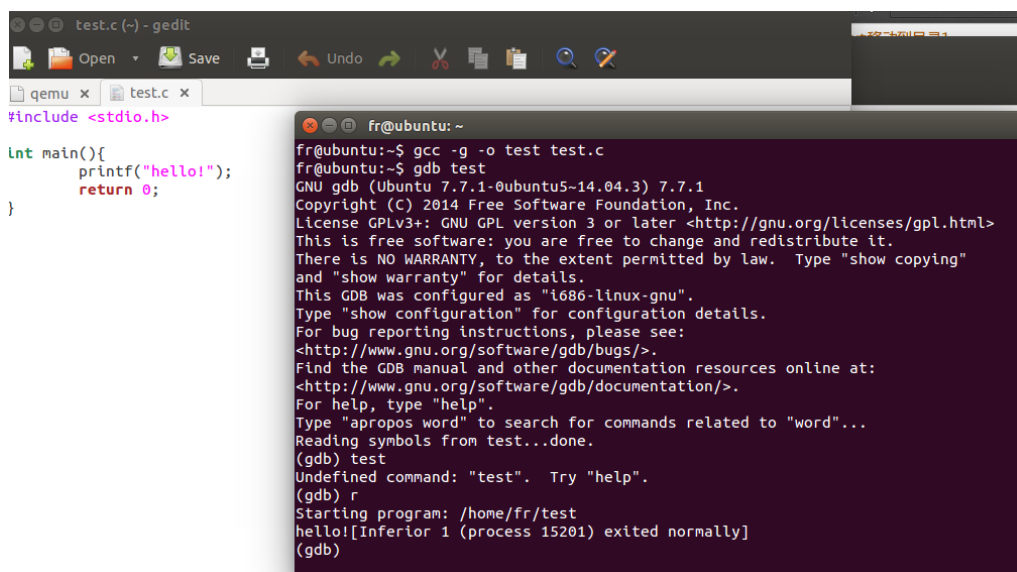 test.c (~) - gedit
Open Save Undo
qemu x test.c x
#include <stdio.h>
int main(){
printf("hello!");
return 0;
}
fr@ubuntu: ~
fr@ubuntu:~$ gcc -g -o test test.c
fr@ubuntu:~$ gdb test
GNU gdb (Ubuntu 7.7.1-0ubuntu5~14.04.3) 7.7.1
Copyright (C) 2014 Free Software Foundation, Inc.
License GPLv3+: GNU GPL version 3 or later <http://gnu.org/licenses/gpl.html>
This is free software: you are free to change and redistribute it.
There is NO WARRANTY, to the extent permitted by law.  Type "show copying"
and "show warranty" for details.
This GDB was configured as "i686-linux-gnu".
Type "show configuration" for configuration details.
For bug reporting instructions, please see:
<http://www.gnu.org/software/gdb/bugs/>.
Find the GDB manual and other documentation resources online at:
<http://www.gnu.org/software/gdb/documentation/>.
For help, type "help".
Type "apropos word" to search for commands related to "word"...
Reading symbols from test...done.
(gdb) test
Undefined command: "test".  Try "help".
(gdb) r
Starting program: /home/fr/test
hello![Inferior 1 (process 15201) exited normally]
(gdb)